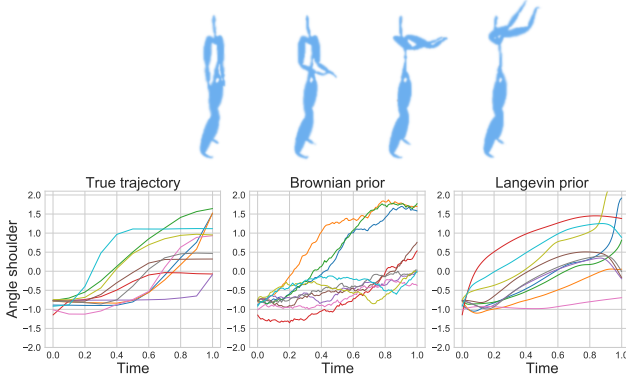 True trajectory Brownian prior Langevin prior
Angle shoulder
2.0 2.0 2.0
1.5 1.5 1.5
1.0 1.0 1.0
0.5 0.5 0.5
0.0 0.0 0.0
−0.5 −0.5 −0.5
−1.0 −1.0 −1.0
−1.5 −1.5 −1.5
−2.0 −2.0 −2.0
0.0 0.2 0.4 0.6 0.8 1.0 0.0 0.2 0.4 0.6 0.8 1.0 0.0 0.2 0.4 0.6 0.8 1.0
Time Time Time